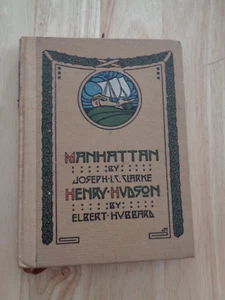 MANHATTAN
BY
JOSEPH·I·C·CLARKE
HENRY·HUDSON
BY
ELBERT·HUBBARD